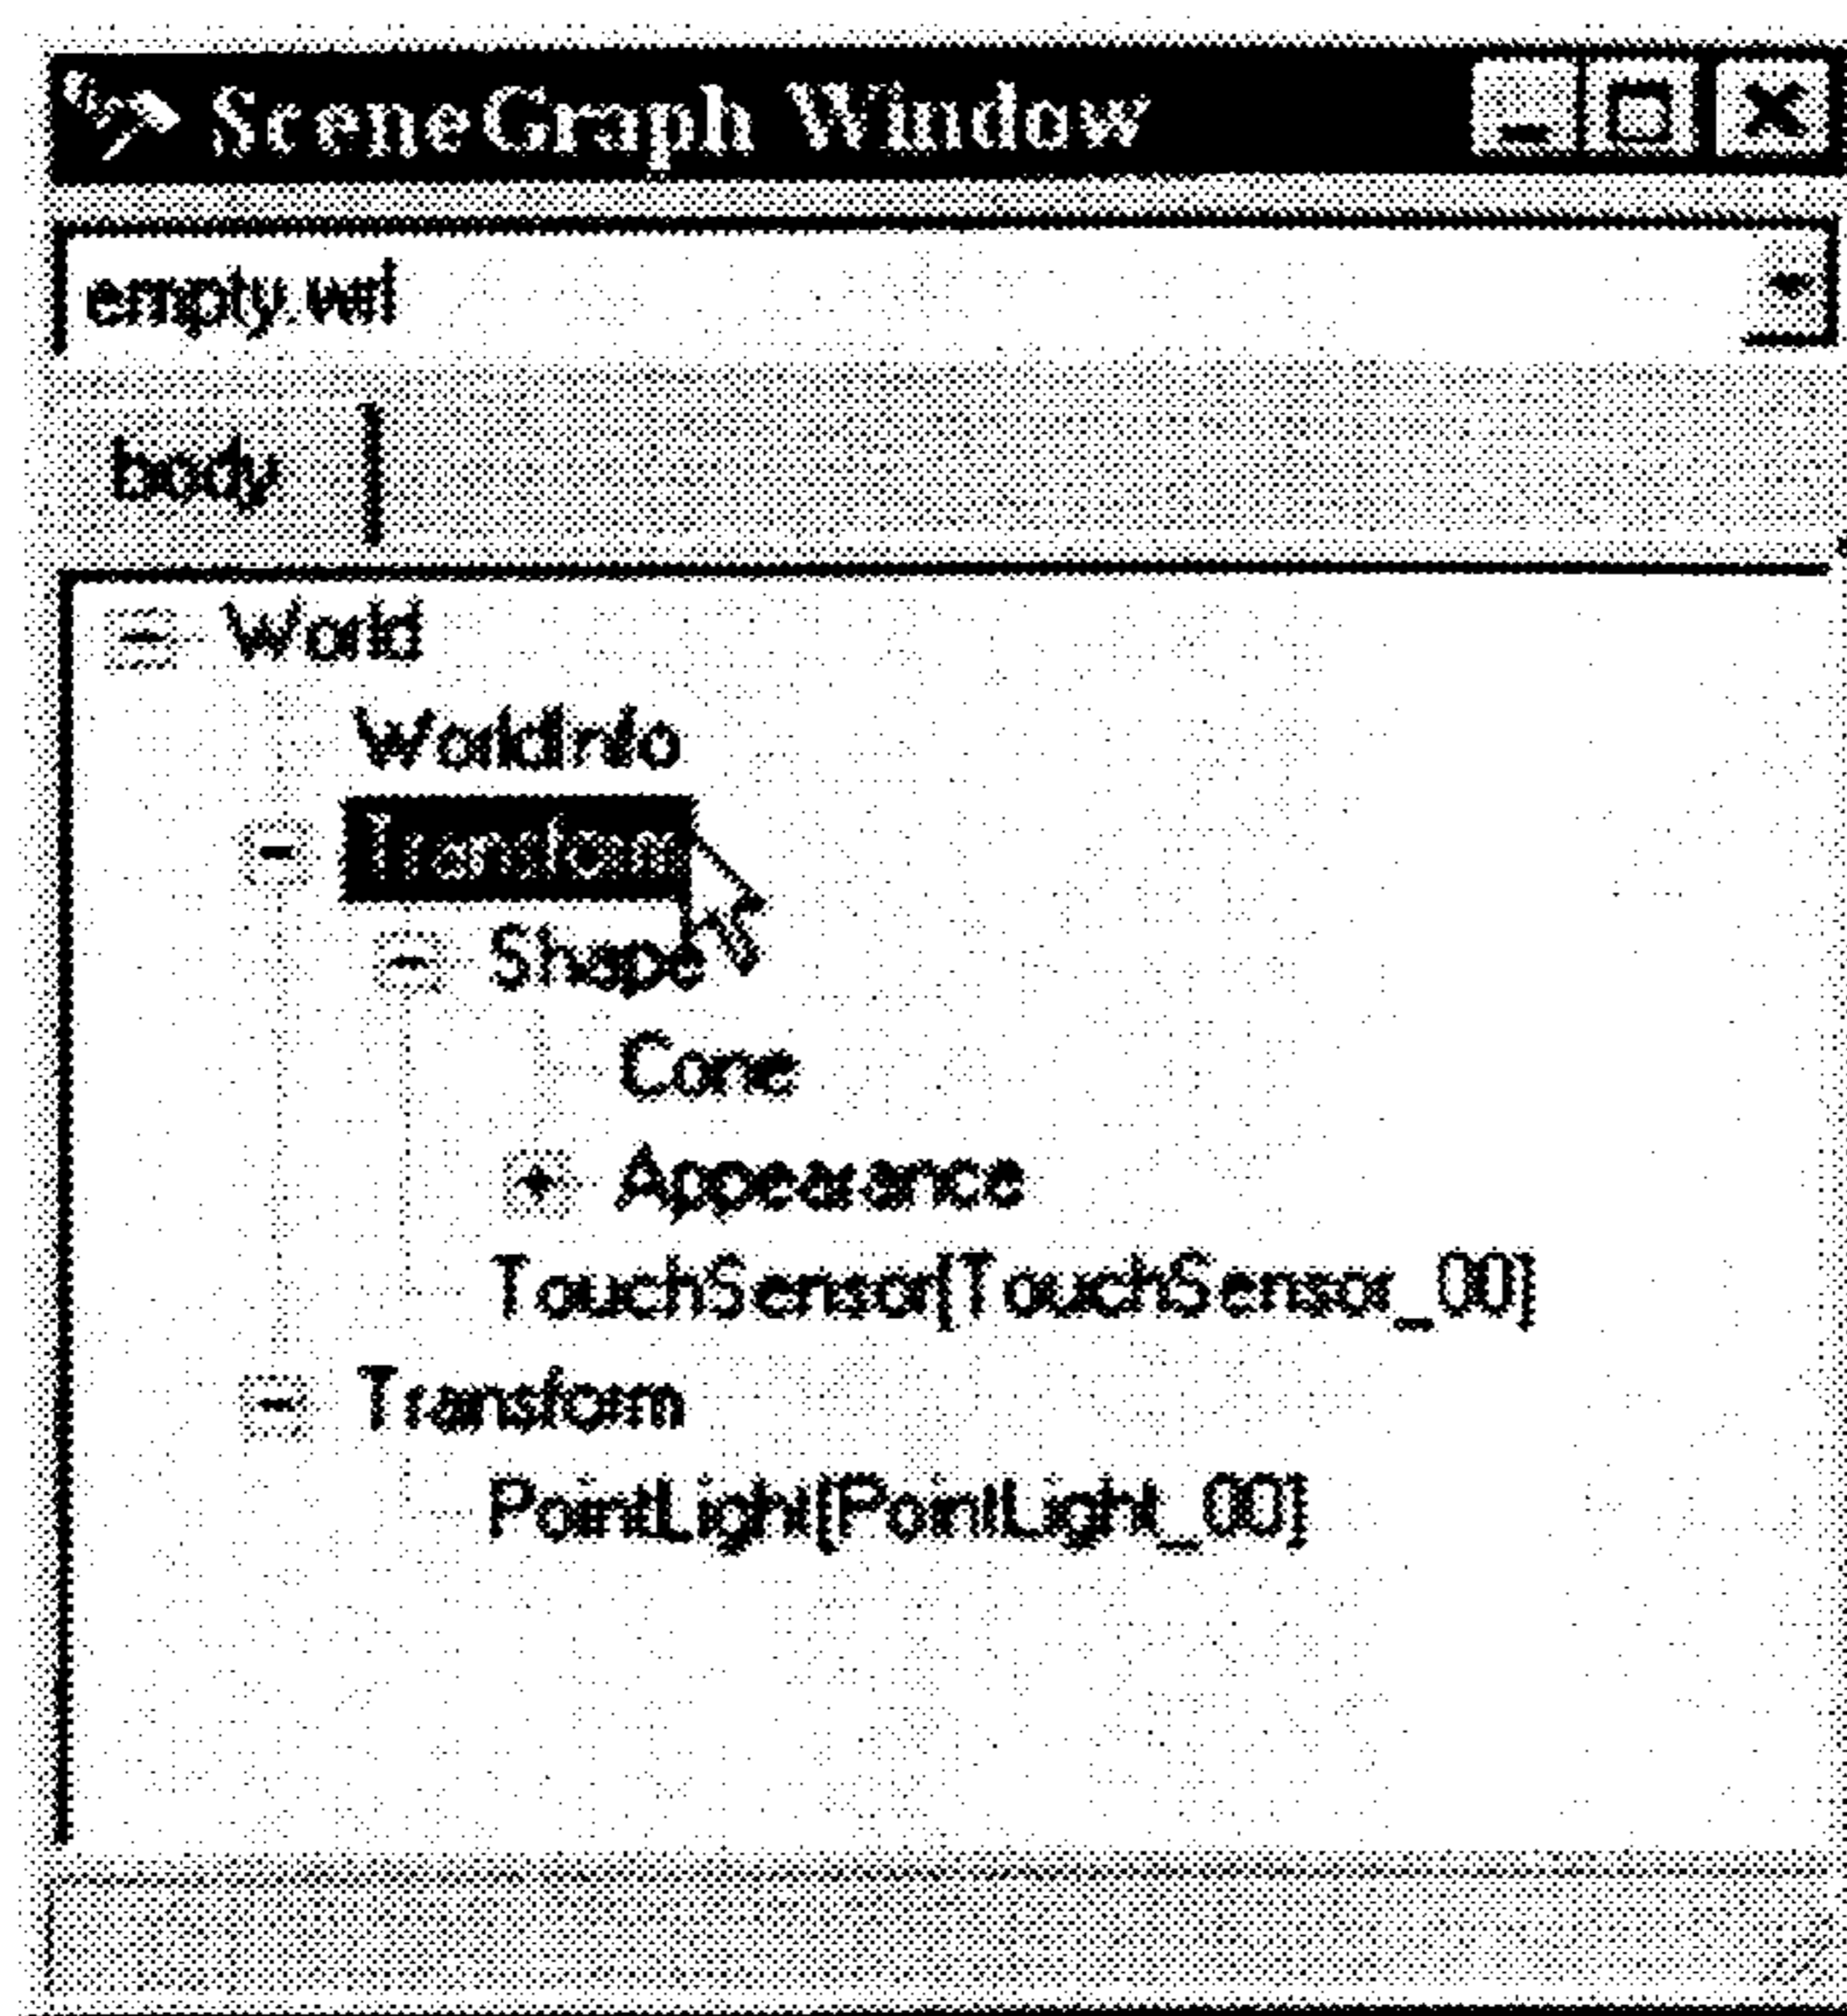 SceneGraph Window
empty.wrl
body
World
WorldInfo
Transform
Shape
Cone
Appearance
TouchSensor[TouchSensor_00]
Transform
PointLight[PointLight_00]